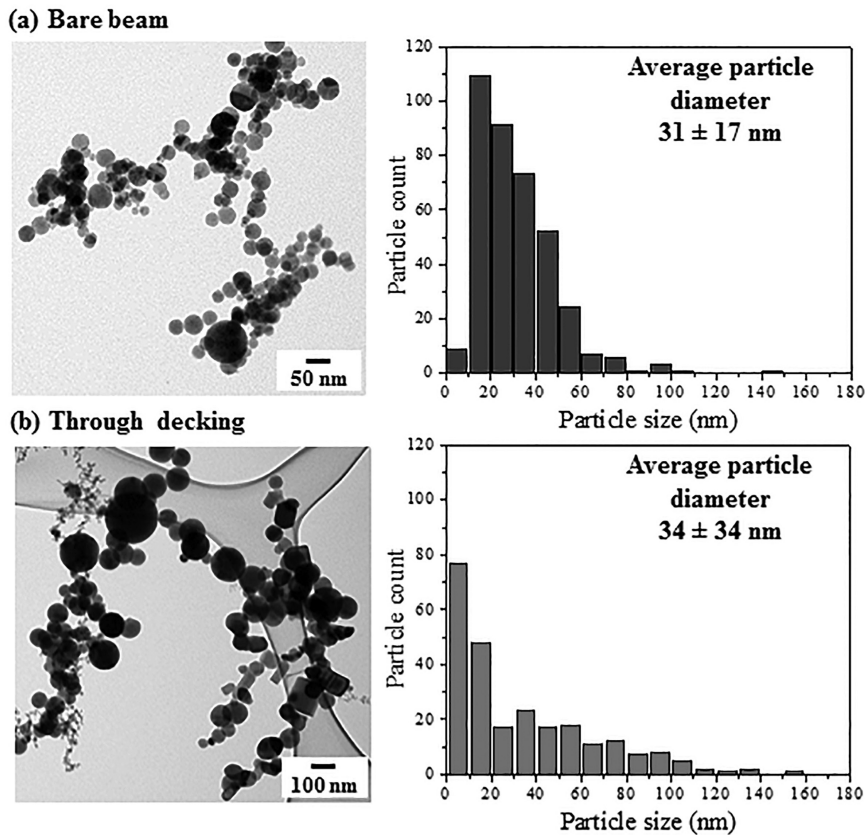 (a) Bare beam
50 nm
Average particle
diameter
31 ± 17 nm
Particle count
120
100
80
60
40
20
0
0 20 40 60 80 100 120 140 160 180
Particle size (nm)
(b) Through decking
100 nm
Average particle
diameter
34 ± 34 nm
Particle count
120
100
80
60
40
20
0
0 20 40 60 80 100 120 140 160 180
Particle size (nm)